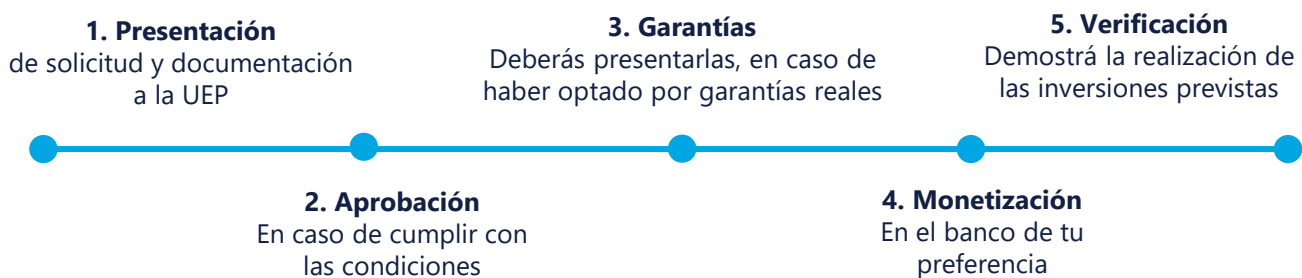 1. Presentación
de solicitud y documentación
a la UEP
2. Aprobación
En caso de cumplir con
las condiciones
3. Garantías
Deberás presentarlas, en caso de
haber optado por garantías reales
4. Monetización
En el banco de tu
preferencia
5. Verificación
Demostrá la realización de
las inversiones previstas